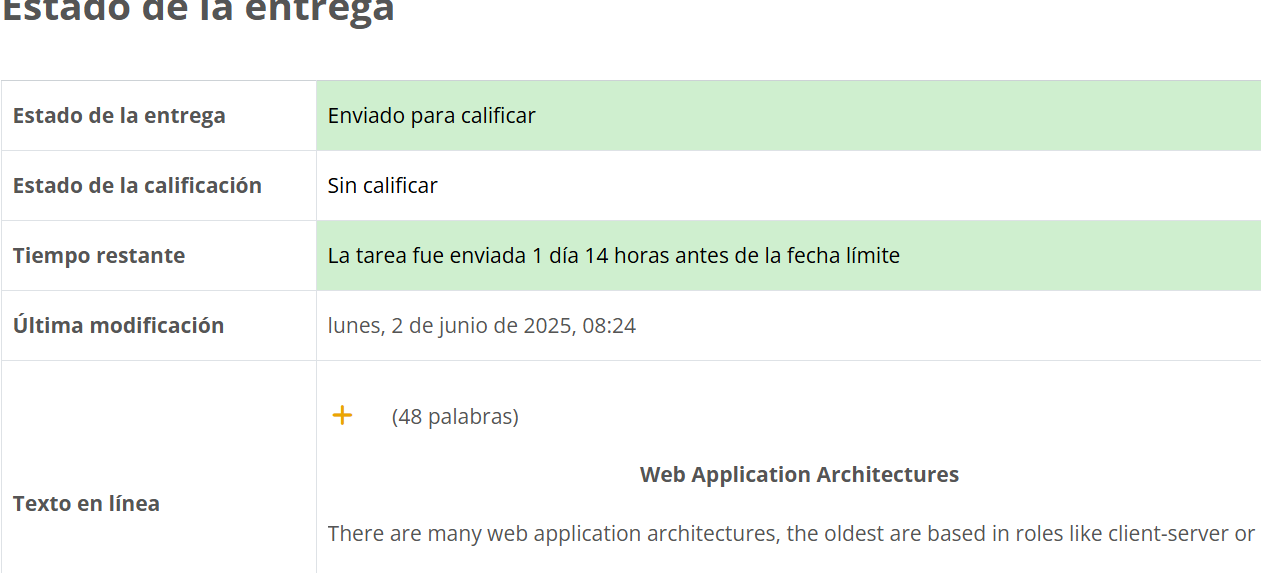 Estado de la entrega
Estado de la entrega Enviado para calificar
Estado de la calificación Sin calificar
Tiempo restante La tarea fue enviada 1 día 14 horas antes de la fecha límite
Última modificación lunes, 2 de junio de 2025, 08:24
(48 palabras)
Web Application Architectures
Texto en línea
There are many web application architectures, the oldest are based in roles like client-server or